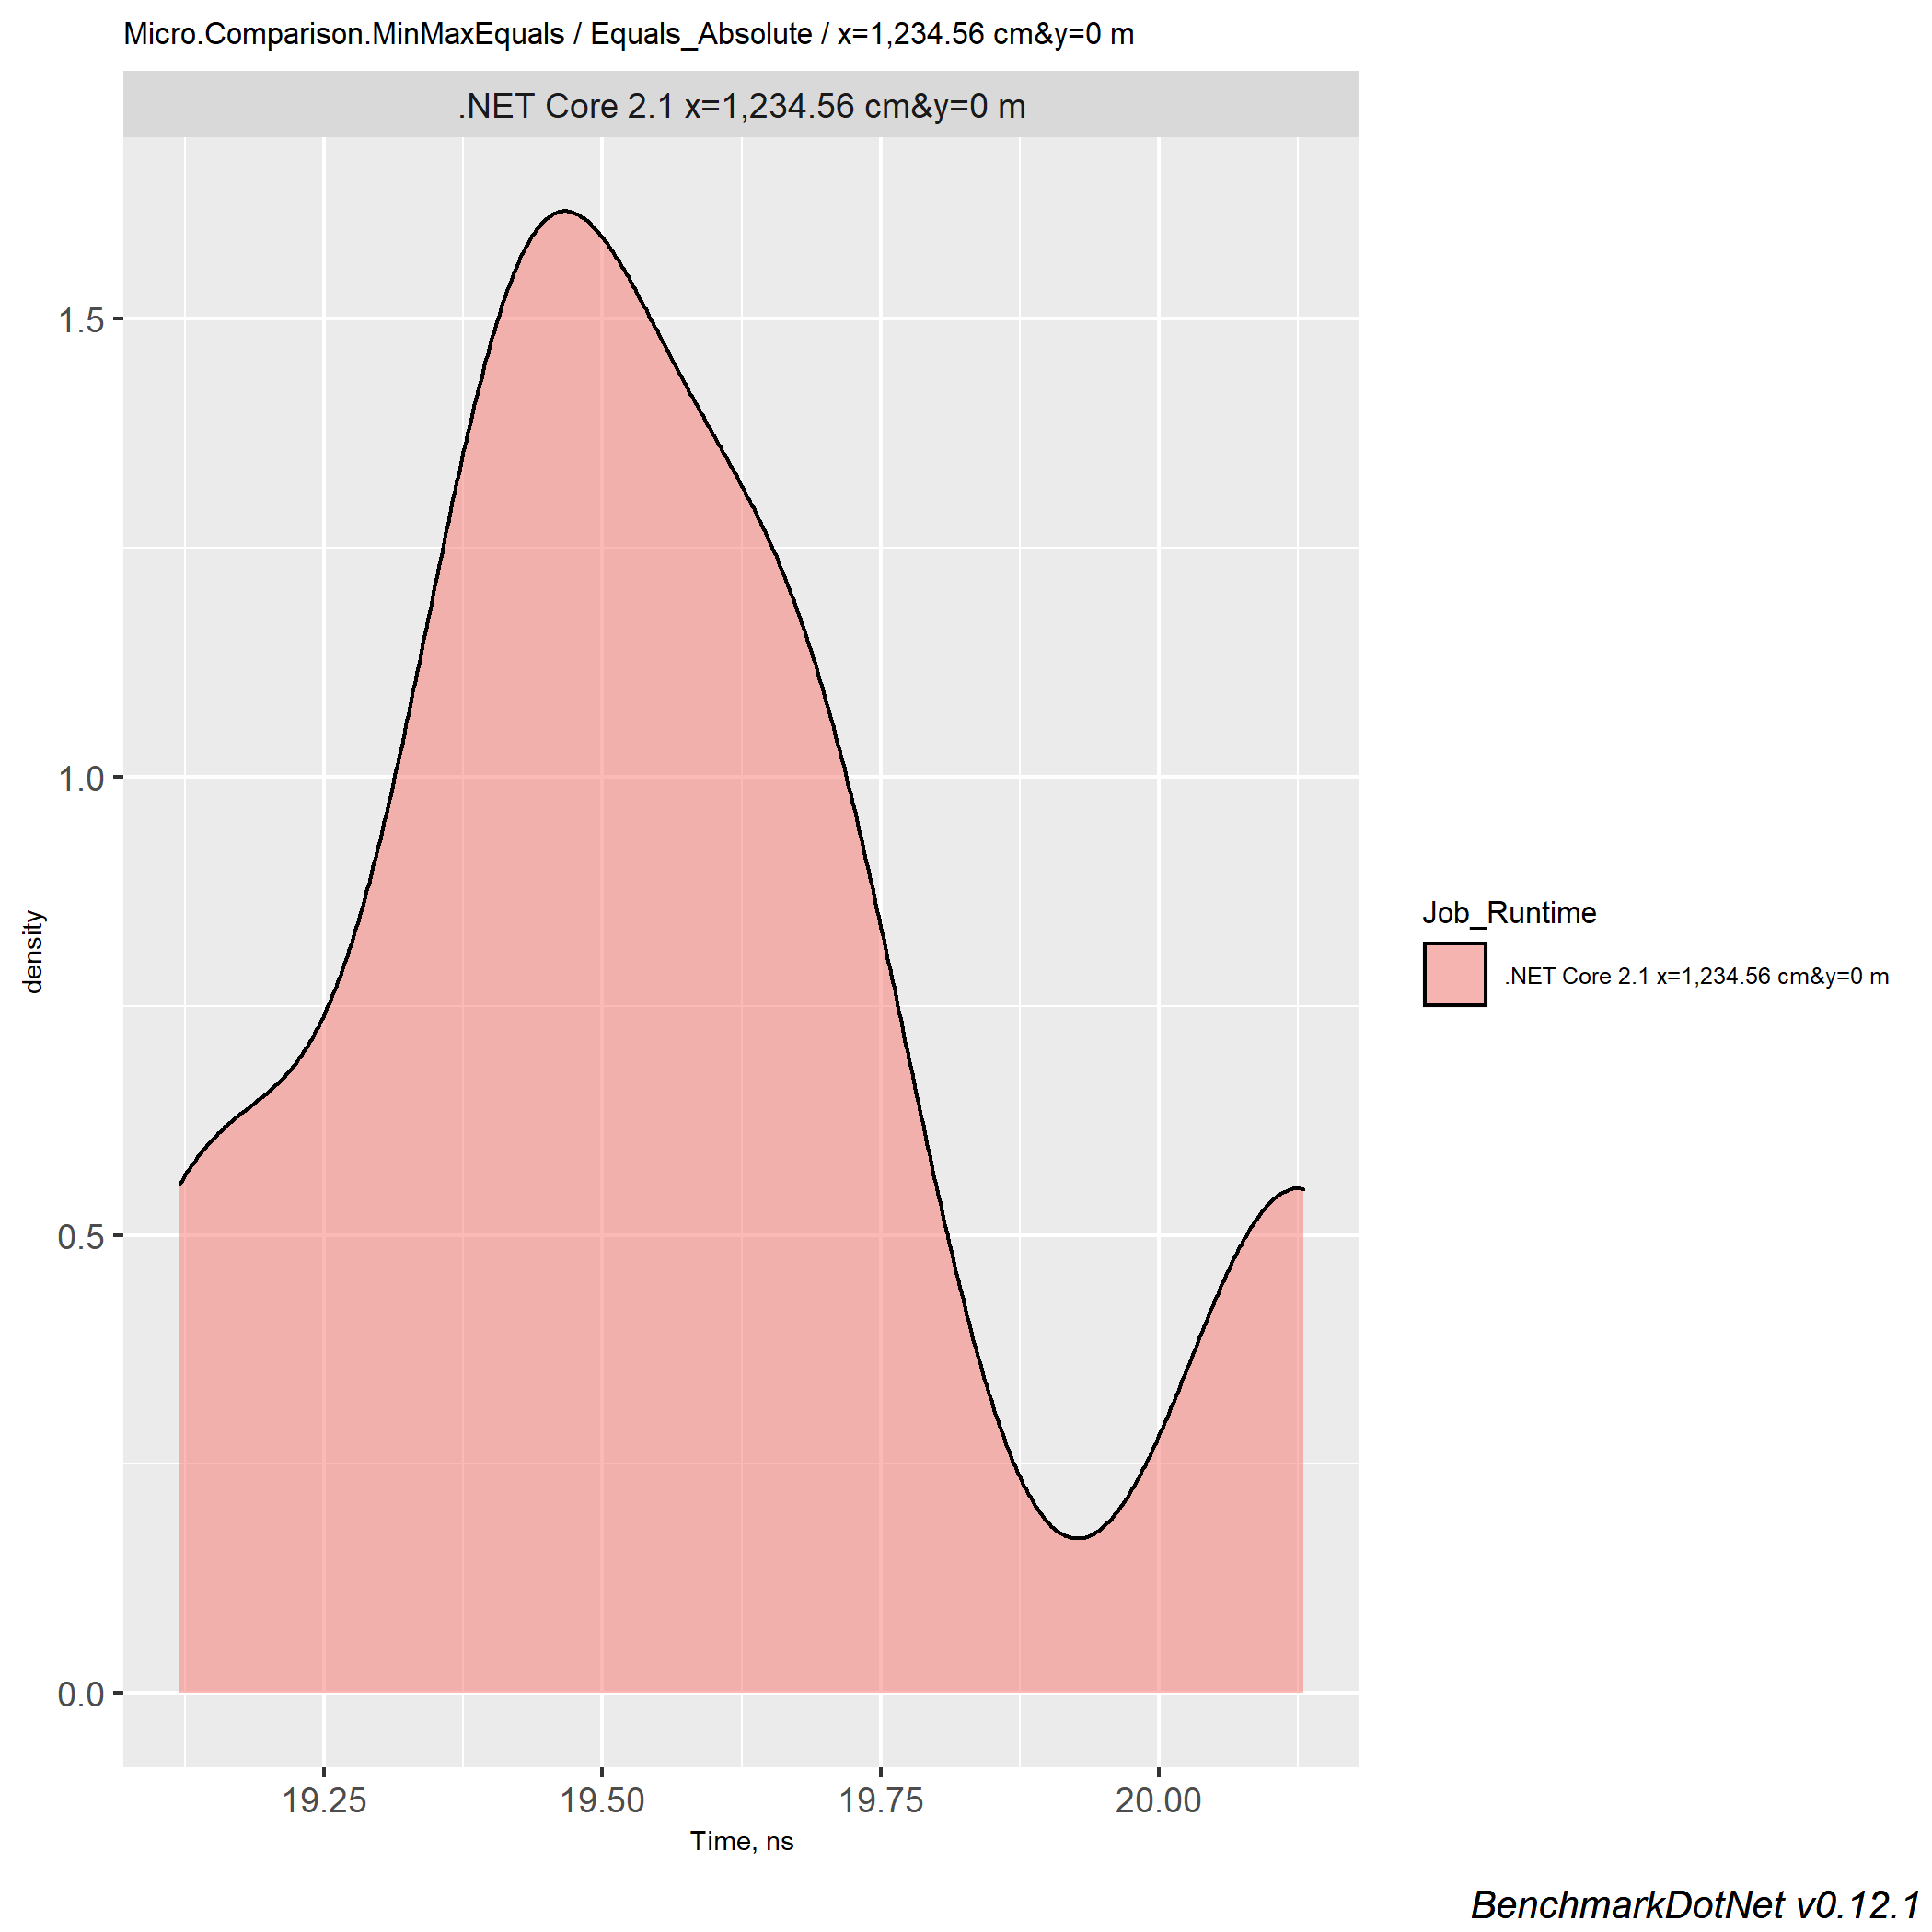 Micro.Comparison.MinMaxEquals / Equals_Absolute / x=1,234.56 cm&y=0 m
.NET Core 2.1 x=1,234.56 cm&y=0 m
1.5
1.0
0.5
0.0
density
19.25 19.50 19.75 20.00
Time, ns
Job_Runtime
.NET Core 2.1 x=1,234.56 cm&y=0 m
BenchmarkDotNet v0.12.1